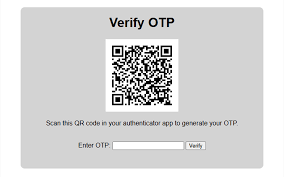 Verify OTP
Scan this QR code in your authenticator app to generate your OTP.
Enter OTP: Verify